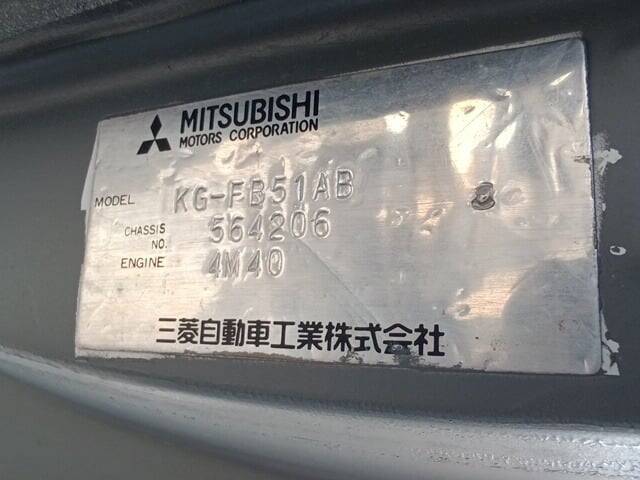 MITSUBISHI
MOTORS CORPORATION
MODEL KG-FB51AB 8
CHASSIS NO. 564206
ENGINE 4M40
三菱自動車工業株式会社